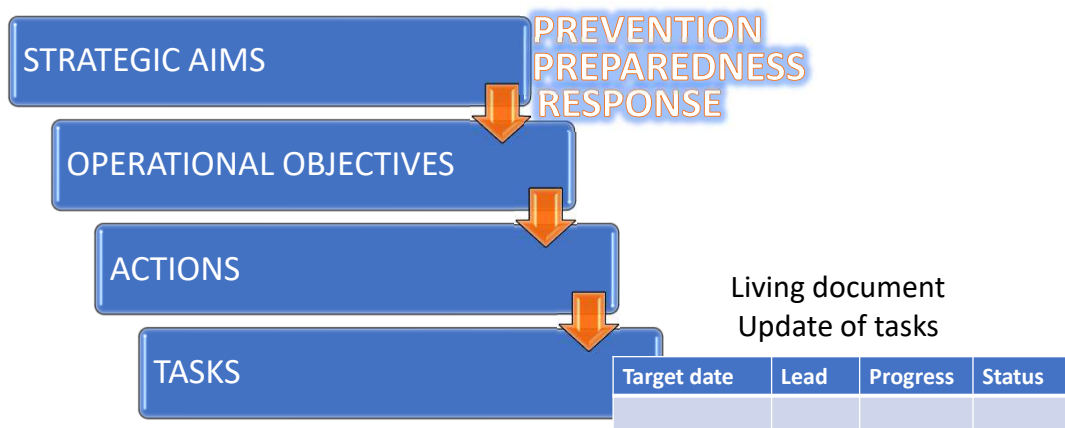 STRATEGIC AIMS
PREVENTION
PREPAREDNESS
RESPONSE
OPERATIONAL OBJECTIVES
ACTIONS
Living document
Update of tasks
TASKS
Target date Lead Progress Status